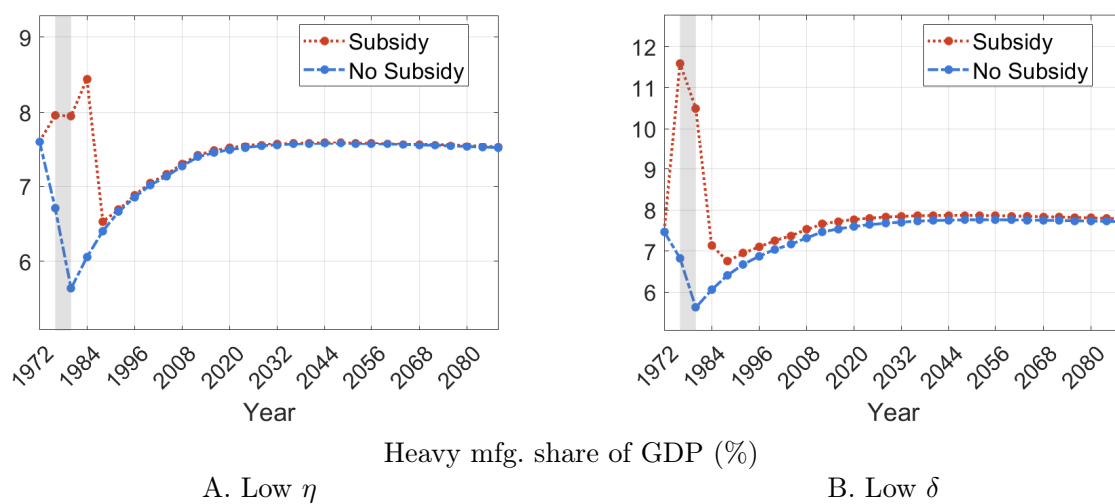 9
8
7
6
Subsidy
No Subsidy
1972 1984 1996 2008 2020 2032 2044 2056 2068 2080
Year
12
11
10
9
8
7
6
Subsidy
No Subsidy
1972 1984 1996 2008 2020 2032 2044 2056 2068 2080
Year
Heavy mfg. share of GDP (%)
A. Low η
B. Low δ